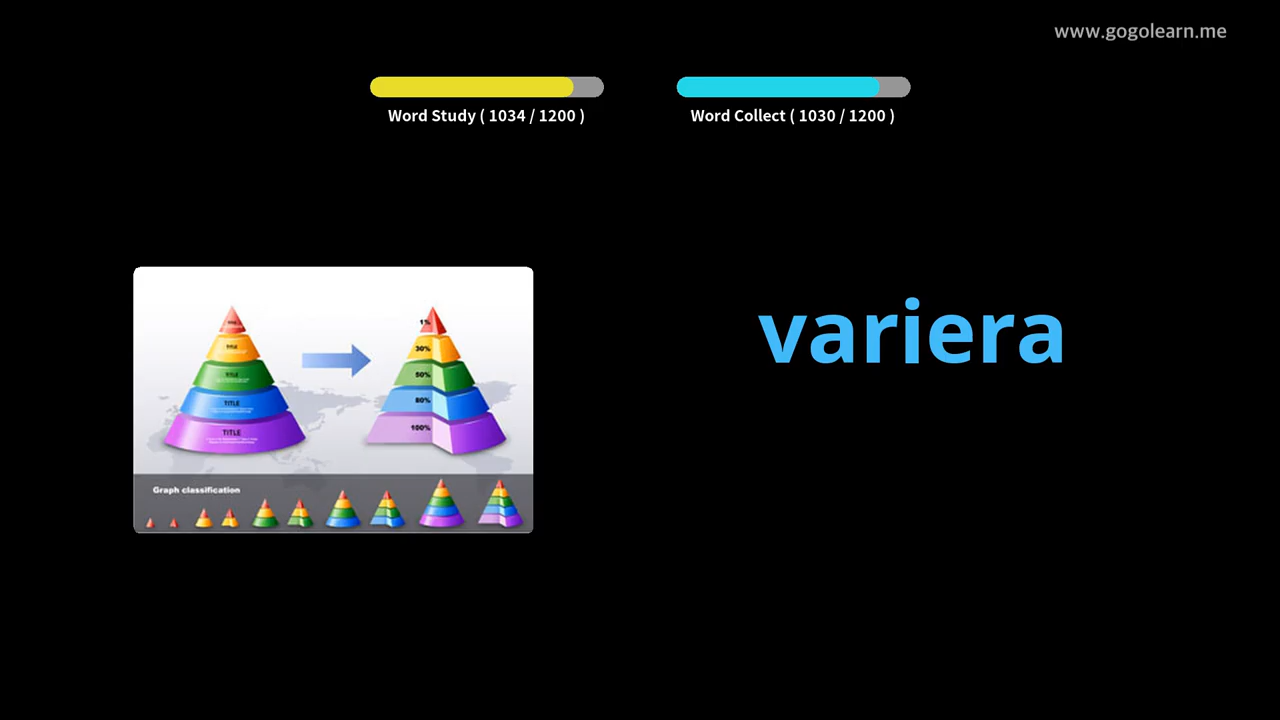 www.gogolearn.me
Word Study ( 1034 / 1200 )
Word Collect ( 1030 / 1200 )
variera
TITLE
TITLE
TITLE
TITLE
1%
30%
50%
80%
100%
Graph classification